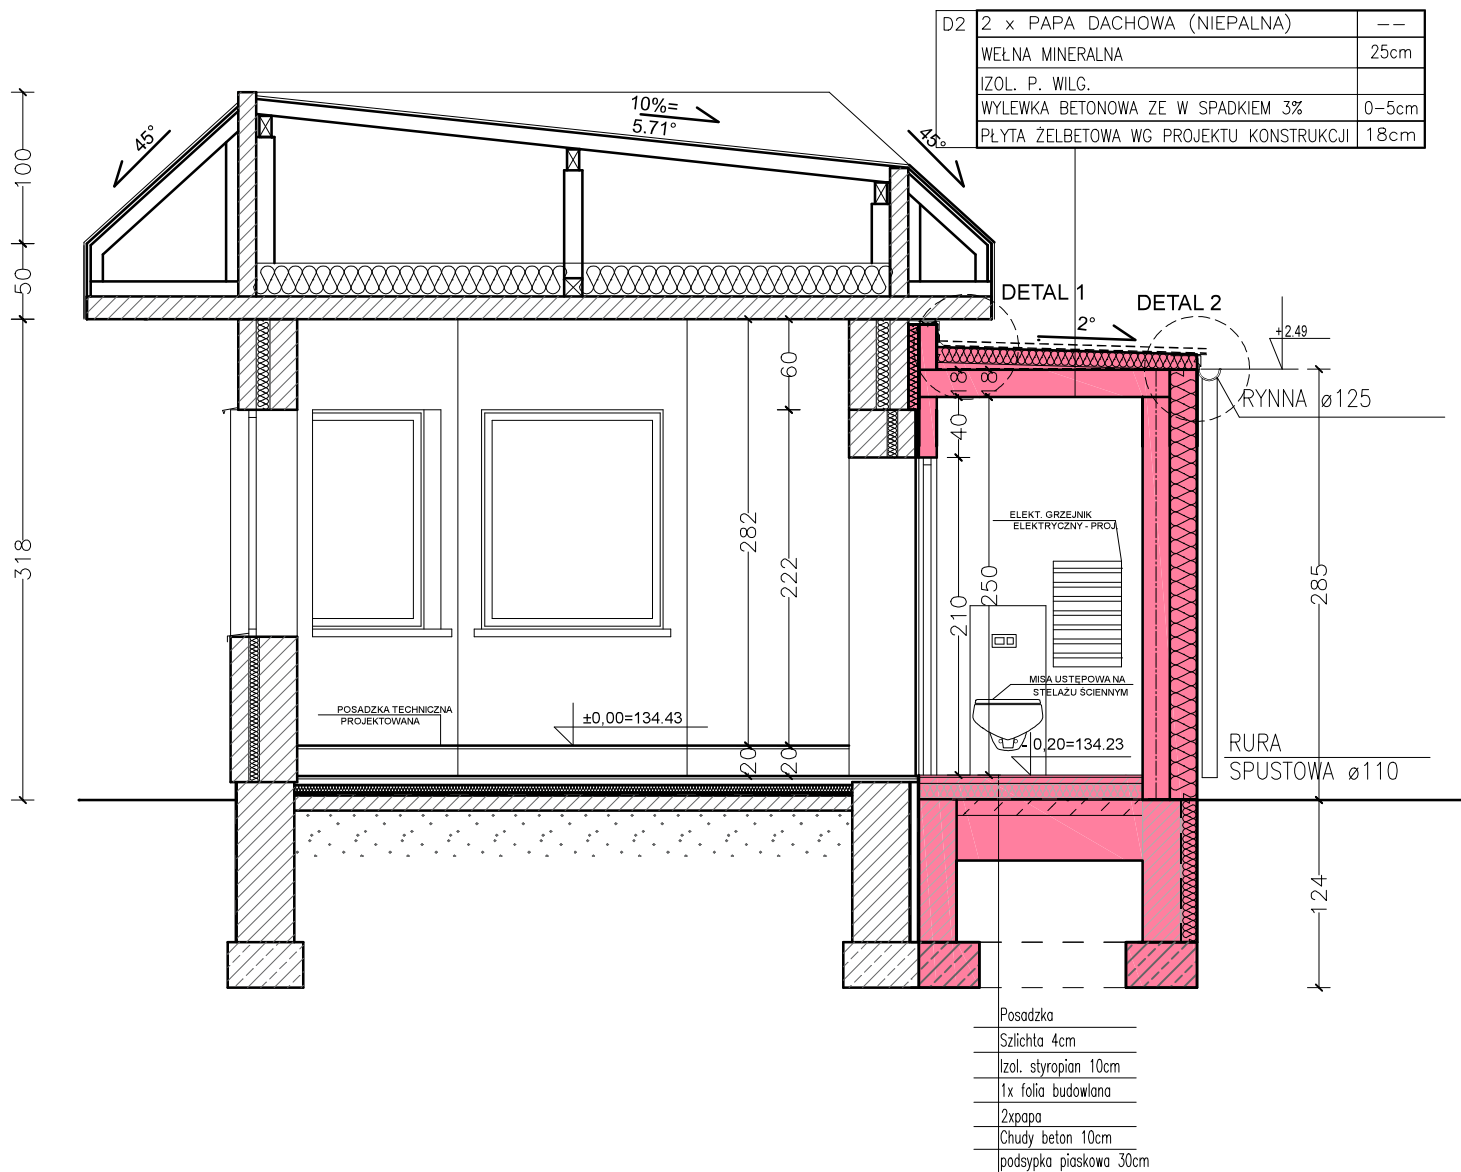 D2
2 x PAPA DACHOWA (NIEPALNA) --
WEŁNA MINERALNA 25cm
IZOL. P. WILG.
WYLEWKA BETONOWA ZE W SPADKIEM 3% 0-5cm
PŁYTA ŻELBETOWA WG PROJEKTU KONSTRUKCJI 18cm
45°
10%=
5.71°
45°
100
50
318
DETAL 1
DETAL 2
2°
+2.49
RYNNA ø125
60
18
18
40
282
222
210
250
285
ELEKT. GRZEJNIK
ELEKTRYCZNY - PROJ.
MISA USTĘPOWA NA
STELAŻU ŚCIENNYM
POSADZKA TECHNICZNA
PROJEKTOWANA
±0,00=134.43
- 0,20=134.23
20
20
RURA
SPUSTOWA ø110
124
Posadzka
Szlichta 4cm
Izol. styropian 10cm
1x folia budowlana
2xpapa
Chudy beton 10cm
podsypka piaskowa 30cm